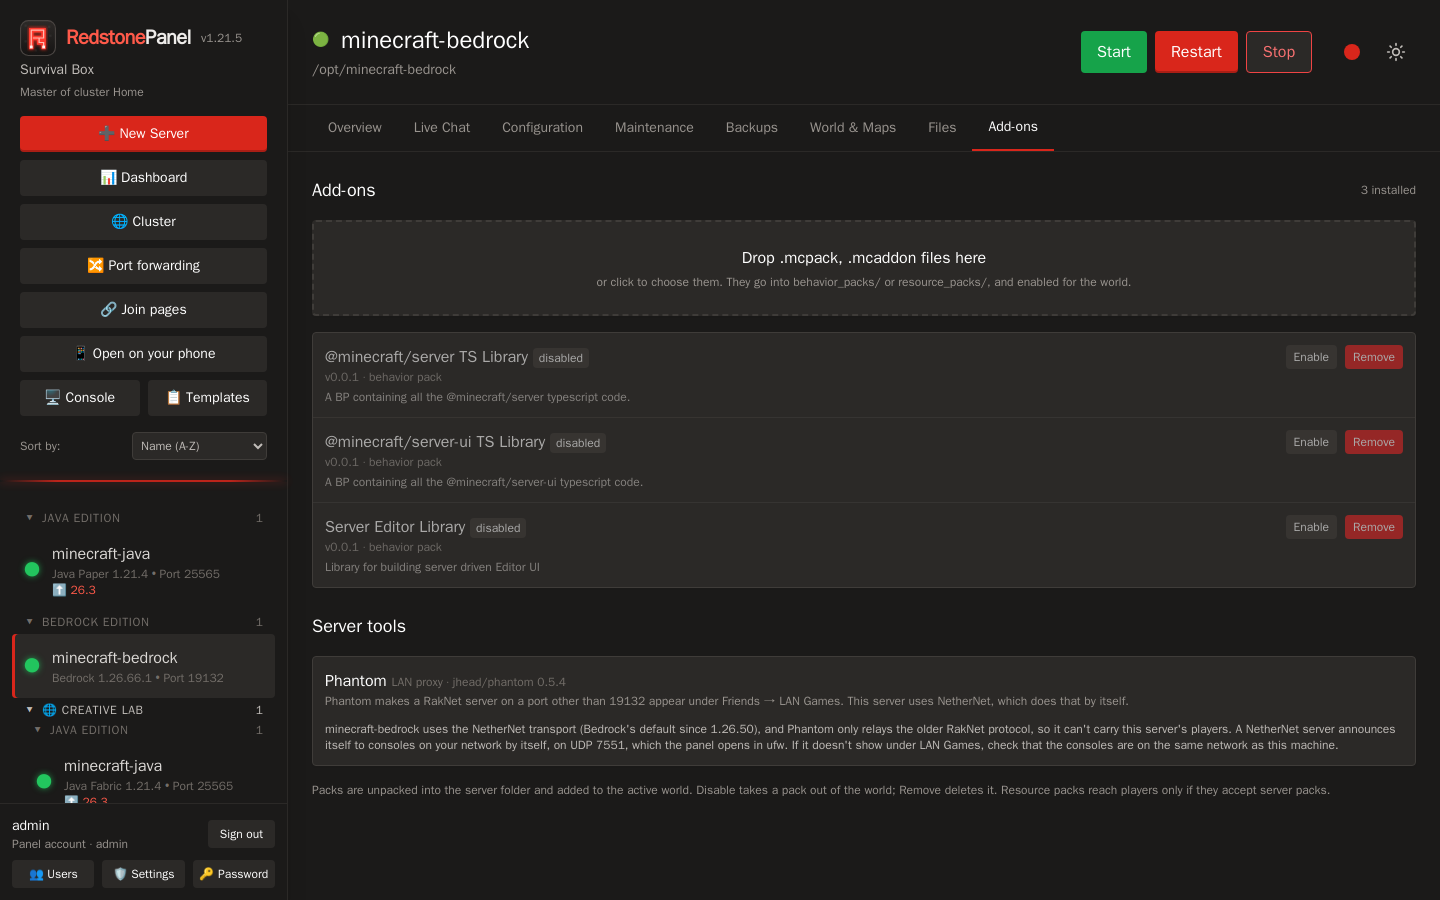 RedstonePanel v1.21.5
Survival Box
Master of cluster Home
➕ New Server
📊 Dashboard
🌐 Cluster
🔀 Port forwarding
🔗 Join pages
📱 Open on your phone
🖥️ Console
📋 Templates
Sort by:
Name (A-Z)
▼ JAVA EDITION 1
minecraft-java
Java Paper 1.21.4 • Port 25565
⬆️ 26.3
▼ BEDROCK EDITION 1
minecraft-bedrock
Bedrock 1.26.66.1 • Port 19132
▼ 🌐 CREATIVE LAB 1
▼ JAVA EDITION 1
minecraft-java
Java Fabric 1.21.4 • Port 25565
⬆️ 26.3
admin
Panel account · admin
Sign out
👥 Users
🛡️ Settings
🔑 Password
minecraft-bedrock
/opt/minecraft-bedrock
Start
Restart
Stop
Overview
Live Chat
Configuration
Maintenance
Backups
World & Maps
Files
Add-ons
Add-ons
3 installed
Drop .mcpack, .mcaddon files here
or click to choose them. They go into behavior_packs/ or resource_packs/, and enabled for the world.
@minecraft/server TS Library disabled
v0.0.1 · behavior pack
A BP containing all the @minecraft/server typescript code.
Enable
Remove
@minecraft/server-ui TS Library disabled
v0.0.1 · behavior pack
A BP containing all the @minecraft/server-ui typescript code.
Enable
Remove
Server Editor Library disabled
v0.0.1 · behavior pack
Library for building server driven Editor UI
Enable
Remove
Server tools
Phantom LAN proxy · jhead/phantom 0.5.4
Phantom makes a RakNet server on a port other than 19132 appear under Friends → LAN Games. This server uses NetherNet, which does that by itself.
minecraft-bedrock uses the NetherNet transport (Bedrock's default since 1.26.50), and Phantom only relays the older RakNet protocol, so it can't carry this server's players. A NetherNet server announces
itself to consoles on your network by itself, on UDP 7551, which the panel opens in ufw. If it doesn't show under LAN Games, check that the consoles are on the same network as this machine.
Packs are unpacked into the server folder and added to the active world. Disable takes a pack out of the world; Remove deletes it. Resource packs reach players only if they accept server packs.